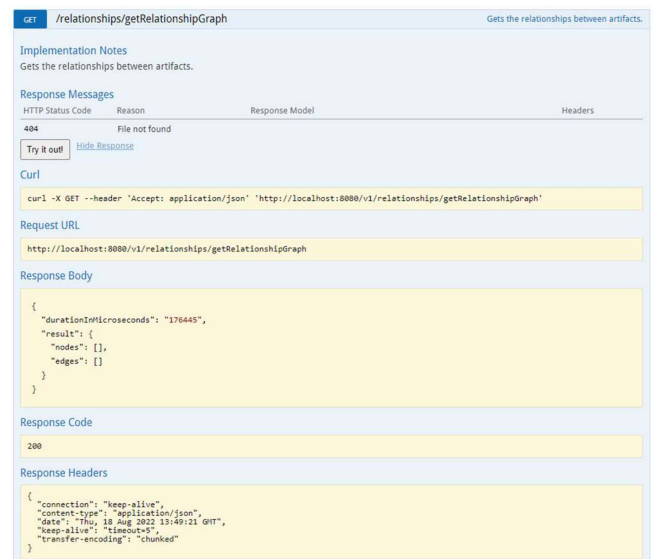 GET /relationships/getRelationshipGraph Gets the relationships between artifacts.
Implementation Notes
Gets the relationships between artifacts.
Response Messages
HTTP Status Code Reason Response Model Headers
404 File not found
Try it out! Hide Response
Curl
curl -X GET --header 'Accept: application/json' 'http://localhost:8080/v1/relationships/getRelationshipGraph'
Request URL
http://localhost:8080/v1/relationships/getRelationshipGraph
Response Body
{
"durationInMicroseconds": "176445",
"result": {
"nodes": [],
"edges": []
}
}
Response Code
200
Response Headers
{
"connection": "keep-alive",
"content-type": "application/json",
"date": "Thu, 18 Aug 2022 13:49:21 GMT",
"keep-alive": "timeout=5",
"transfer-encoding": "chunked"
}